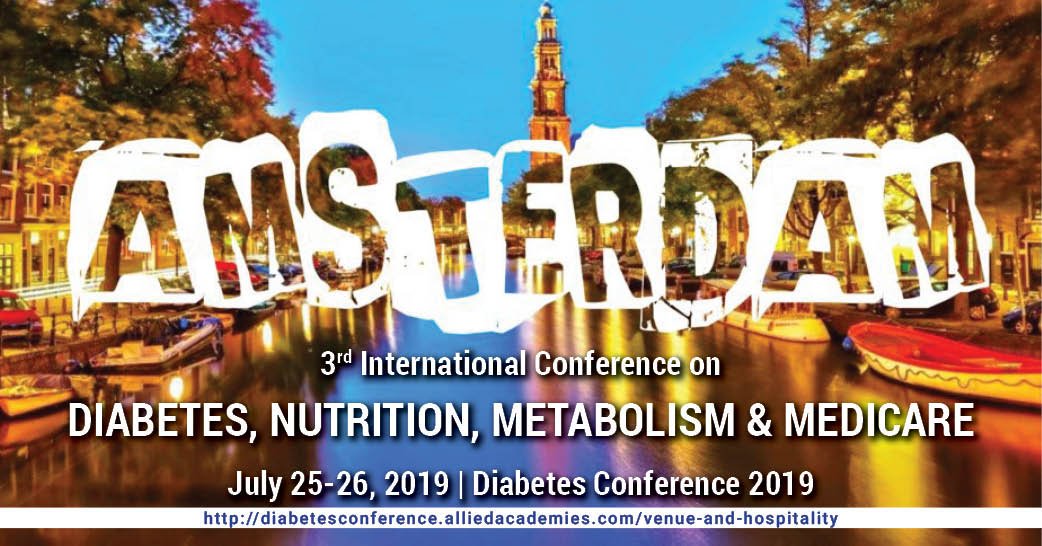 AMSTERDAM
3rd International Conference on
DIABETES, NUTRITION, METABOLISM & MEDICARE
July 25-26, 2019 | Diabetes Conference 2019
http://diabetesconference.alliedacademies.com/venue-and-hospitality